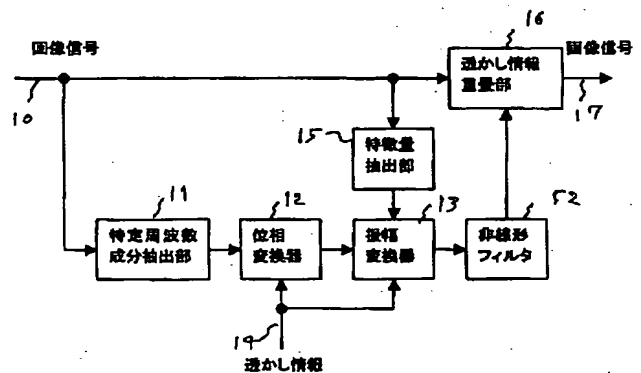 16
画像信号
画像信号
透かし情報
重畳部
10
17
15
特徴量
抽出部
11
12
13
52
特定周波数
成分抽出部
位相
変換器
振幅
変換器
非線形
フィルタ
14
透かし情報